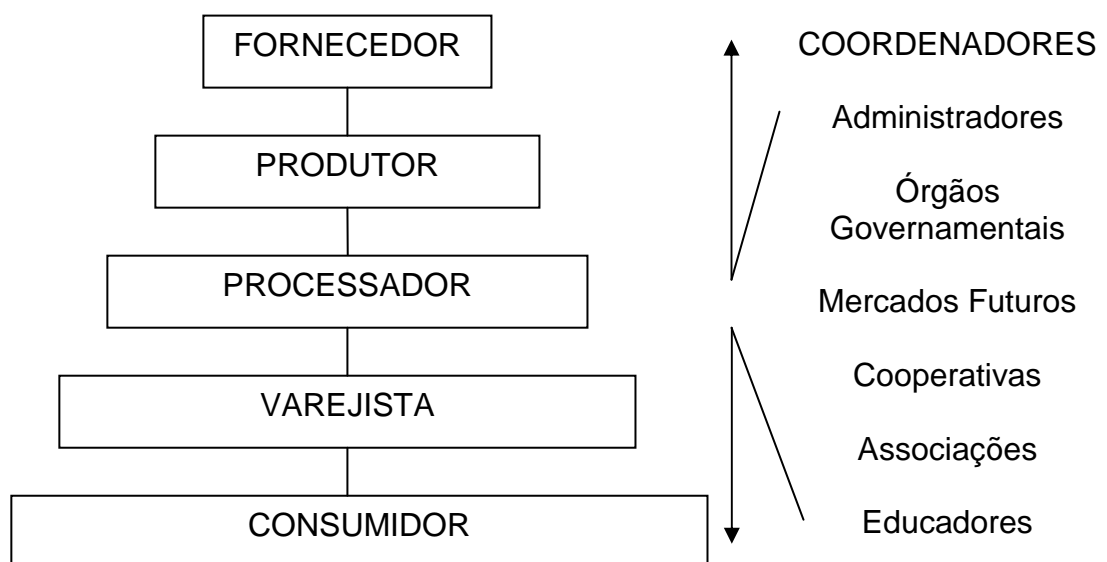 FORNECEDOR
PRODUTOR
PROCESSADOR
VAREJISTA
CONSUMIDOR
COORDENADORES
Administradores
Órgãos
Governamentais
Mercados Futuros
Cooperativas
Associações
Educadores